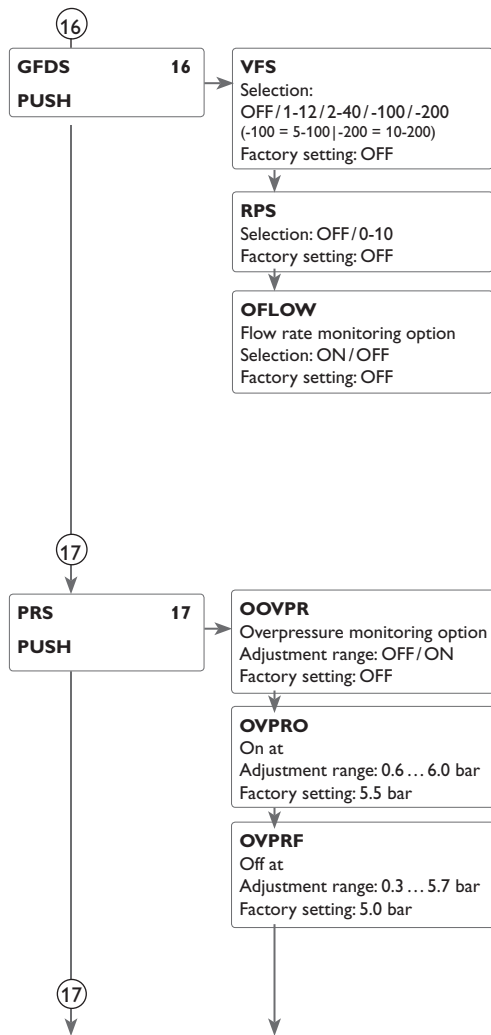 16
GFDS 16
PUSH
VFS
Selection:
OFF/1-12/2-40/-100/-200
(-100 = 5-100|-200 = 10-200)
Factory setting: OFF
RPS
Selection: OFF/0-10
Factory setting: OFF
OFLOW
Flow rate monitoring option
Selection: ON/OFF
Factory setting: OFF
17
PRS 17
PUSH
OOVPR
Overpressure monitoring option
Adjustment range: OFF/ON
Factory setting: OFF
OVPRO
On at
Adjustment range: 0.6 … 6.0 bar
Factory setting: 5.5 bar
OVPRF
Off at
Adjustment range: 0.3 … 5.7 bar
Factory setting: 5.0 bar
17